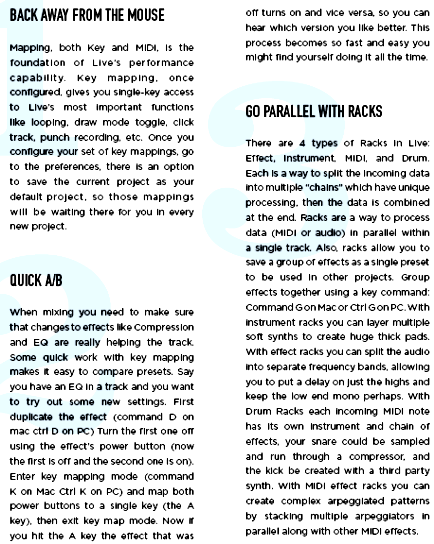 BACK AWAY FROM THE MOUSE
Mapping, both Key and MIDI, is the
foundation of Live's performance
capability. Key mapping, once
configured, gives you single-key access
to Live's most important functions
like looping, draw mode toggle, click
track, punch recording, etc. Once you
configure your set of key mappings, go
to the preferences, there is an option
to save the current project as your
default project, so those mappings
will be waiting there for you in every
new project.
QUICK A/B
When mixing you need to make sure
that changes to effects like Compression
and EQ are really helping the track.
Some quick work with key mapping
makes it easy to compare presets. Say
you have an EQ in a track and you want
to try out some new settings. First
duplicate the effect (command D on
mac ctrl D on PC) Turn the first one off
using the effect's power button (now
the first is off and the second one is on).
Enter key mapping mode (command
K on Mac Ctrl K on PC) and map both
power buttons to a single key (the A
key), then exit key map mode. Now if
you hit the A key the effect that was
off turns on and vice versa, so you can
hear which version you like better. This
process becomes so fast and easy you
might find yourself doing it all the time.
GO PARALLEL WITH RACKS
There are 4 types of Racks in Live:
Effect, Instrument, MIDI, and Drum.
Each is a way to split the incoming data
into multiple "chains" which have unique
processing, then the data is combined
at the end. Racks are a way to process
data (MIDI or audio) in parallel within
a single track. Also, racks allow you to
save a group of effects as a single preset
to be used in other projects. Group
effects together using a key command:
Command G on Mac or Ctrl G on PC. With
instrument racks you can layer multiple
soft synths to create huge thick pads.
With effect racks you can split the audio
into separate frequency bands, allowing
you to put a delay on just the highs and
keep the low end mono perhaps. With
Drum Racks each incoming MIDI note
has its own instrument and chain of
effects, your snare could be sampled
and run through a compressor, and
the kick be created with a third party
synth. With MIDI effect racks you can
create complex arpeggiated patterns
by stacking multiple arpeggiators in
parallel along with other MIDI effects.